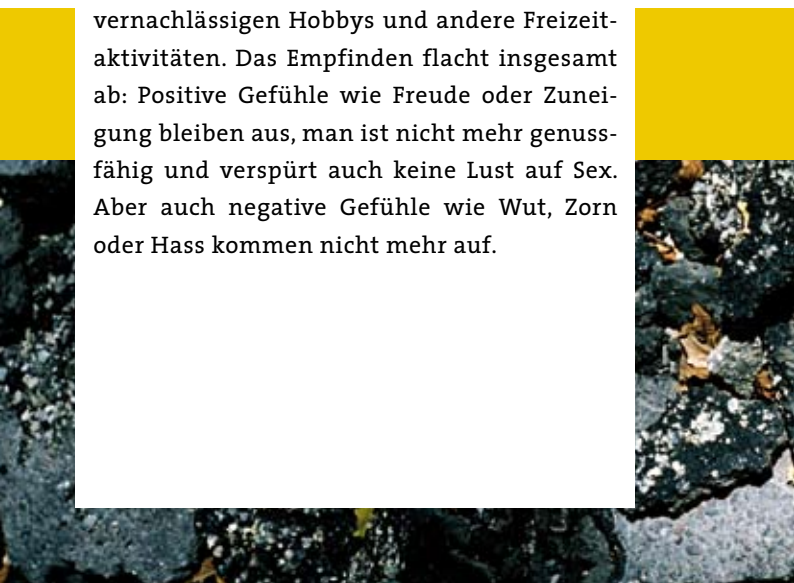 vernachlässigen Hobbys und andere Freizeit-
aktivitäten. Das Empfinden flacht insgesamt
ab: Positive Gefühle wie Freude oder Zunei-
gung bleiben aus, man ist nicht mehr genuss-
fähig und verspürt auch keine Lust auf Sex.
Aber auch negative Gefühle wie Wut, Zorn
oder Hass kommen nicht mehr auf.